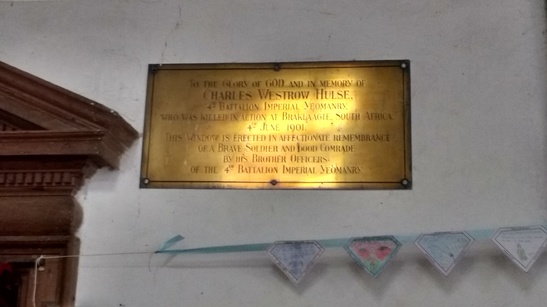 TO THE GLORY OF GOD AND IN MEMORY OF
CHARLES WESTROW HULSE,
4TH BATTALION IMPERIAL YEOMANRY,
WHO WAS KILLED IN ACTION AT BRAKLAAGTE, SOUTH AFRICA
4TH JUNE 1901.
THIS WINDOW IS ERECTED IN AFFECTIONATE REMEMBRANCE
OF A BRAVE SOLDIER AND GOOD COMRADE
BY HIS BROTHER OFFICERS
OF THE 4TH BATTALION IMPERIAL YEOMANRY.